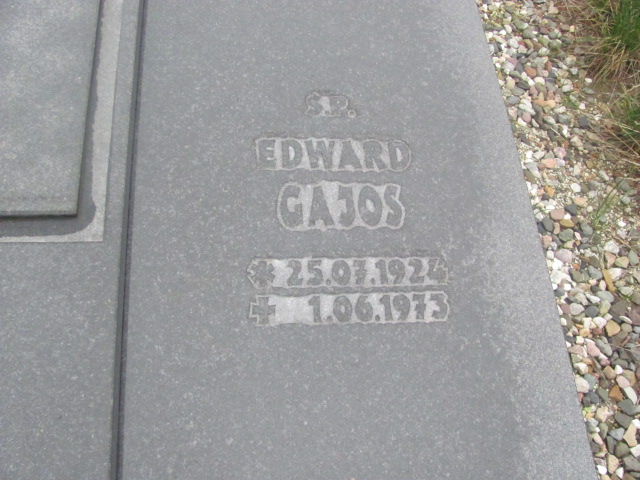 Ś.P.
EDWARD
GAJOS
* 25.07.1924
+ 1.06.1973